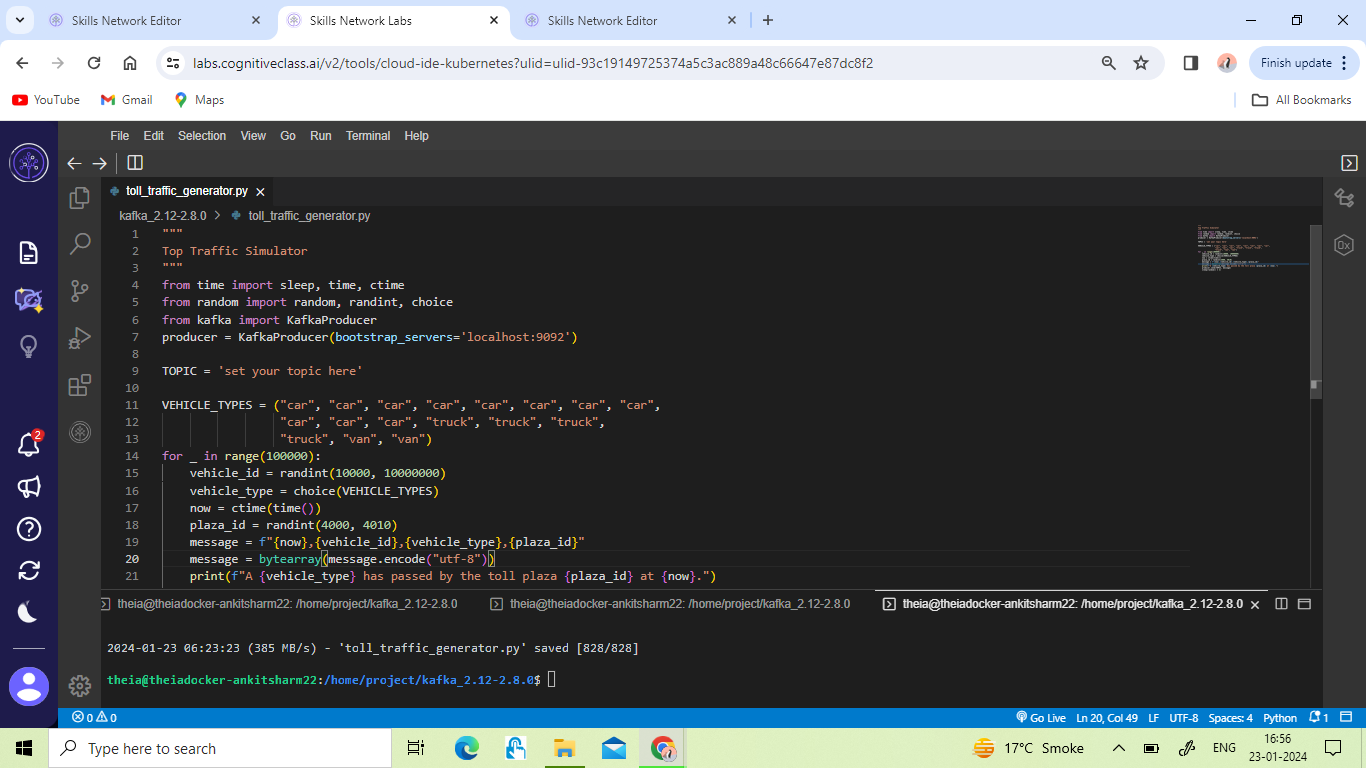 Skills Network Editor
Skills Network Labs
Skills Network Editor
labs.cognitiveclass.ai/v2/tools/cloud-ide-kubernetes?ulid=ulid-93c19149725374a5c3ac889a48c66647e87dc8f2
Finish update
YouTube
Gmail
Maps
All Bookmarks
File Edit Selection View Go Run Terminal Help
toll_traffic_generator.py
kafka_2.12-2.8.0 > toll_traffic_generator.py
1 """
2 Top Traffic Simulator
3 """
4 from time import sleep, time, ctime
5 from random import random, randint, choice
6 from kafka import KafkaProducer
7 producer = KafkaProducer(bootstrap_servers='localhost:9092')
8
9 TOPIC = 'set your topic here'
10
11 VEHICLE_TYPES = ("car", "car", "car", "car", "car", "car", "car", "car",
12 "car", "car", "car", "truck", "truck", "truck",
13 "truck", "van", "van")
14 for _ in range(100000):
15 vehicle_id = randint(10000, 10000000)
16 vehicle_type = choice(VEHICLE_TYPES)
17 now = ctime(time())
18 plaza_id = randint(4000, 4010)
19 message = f"{now},{vehicle_id},{vehicle_type},{plaza_id}"
20 message = bytearray(message.encode("utf-8"))
21 print(f"A {vehicle_type} has passed by the toll plaza {plaza_id} at {now}.")
2
0x
theia@theiadocker-ankitsharm22: /home/project/kafka_2.12-2.8.0
theia@theiadocker-ankitsharm22: /home/project/kafka_2.12-2.8.0
theia@theiadocker-ankitsharm22: /home/project/kafka_2.12-2.8.0
2024-01-23 06:23:23 (385 MB/s) - 'toll_traffic_generator.py' saved [828/828]
theia@theiadocker-ankitsharm22:/home/project/kafka_2.12-2.8.0$
0 0
Go Live Ln 20, Col 49 LF UTF-8 Spaces: 4 Python 1
Type here to search
17°C Smoke
ENG
16:56
23-01-2024